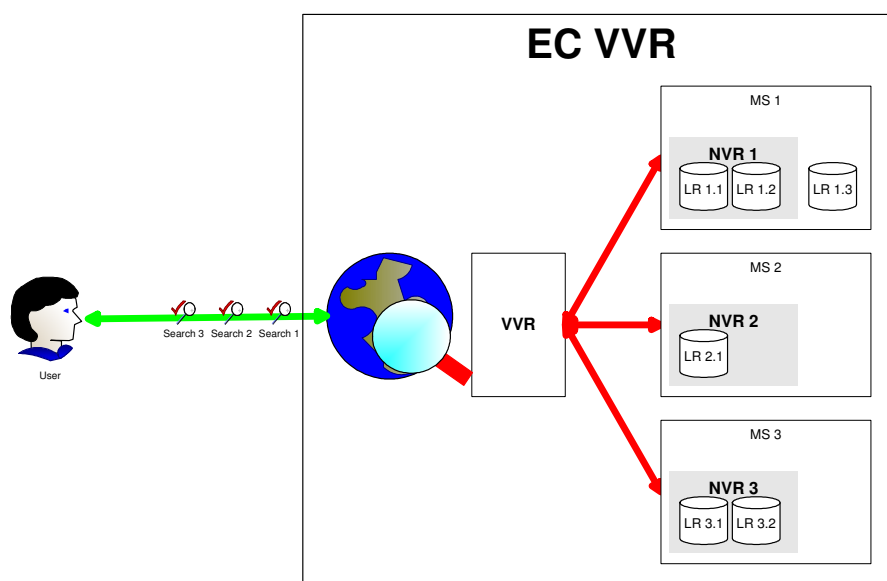 EC VVR
MS 1
NVR 1
LR 1.1 LR 1.2 LR 1.3
MS 2
NVR 2
LR 2.1
MS 3
NVR 3
LR 3.1 LR 3.2
VVR
Search 3 Search 2 Search 1
User